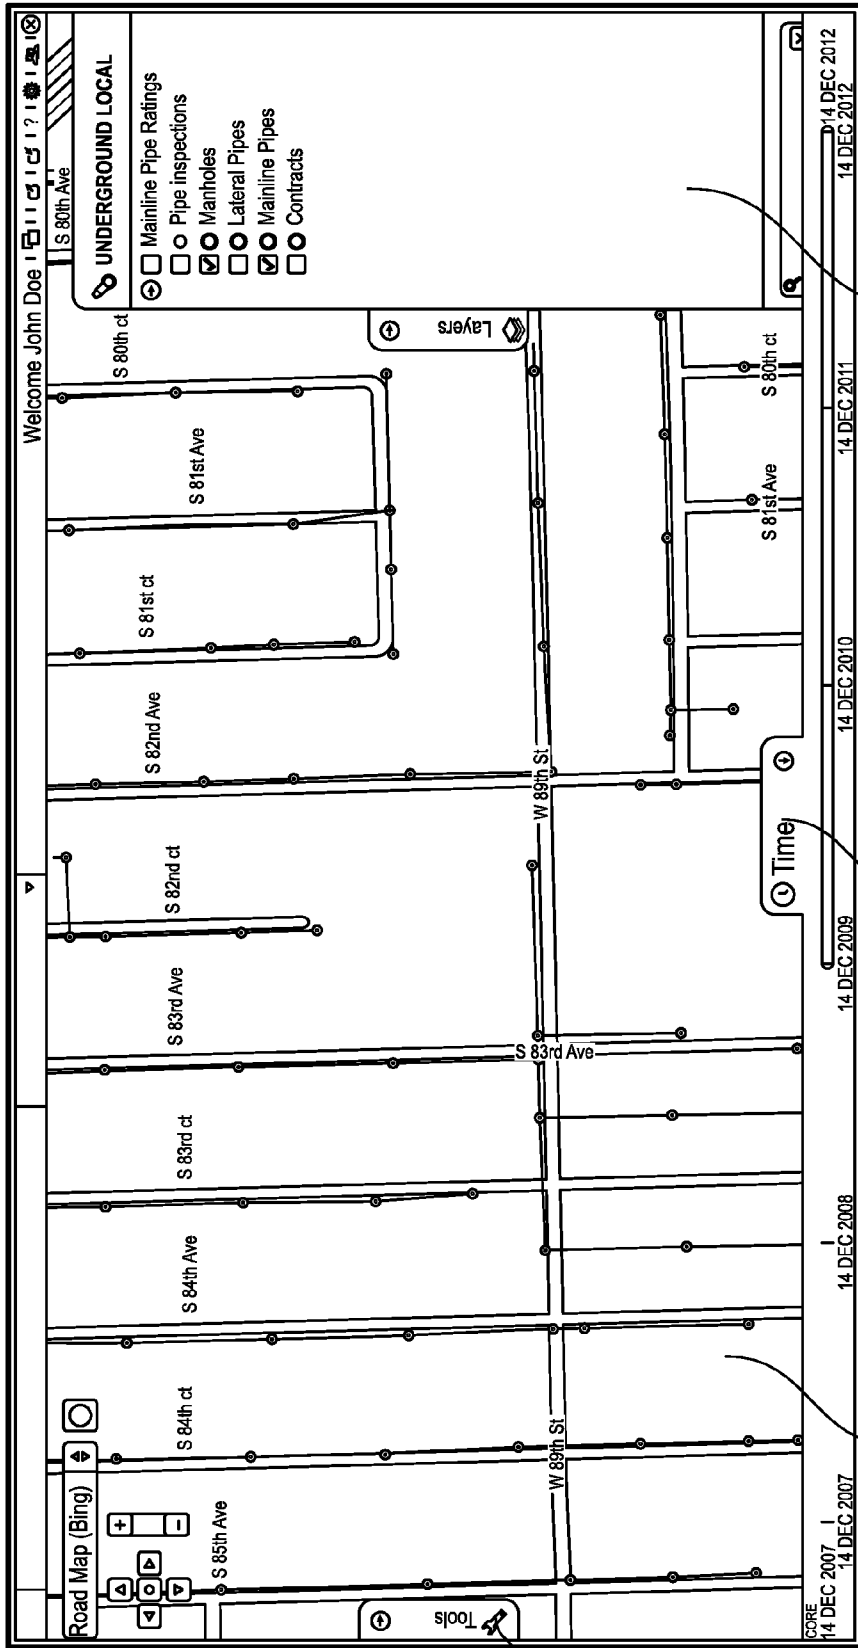 Welcome John Doe
?
Road Map (Bing)
+
-
S 85th Ave
S 84th ct
S 84th Ave
S 83rd ct
S 83rd Ave
S 82nd ct
S 82nd Ave
S 81st ct
S 81st Ave
S 80th ct
S 80th Ave
UNDERGROUND LOCAL
Mainline Pipe Ratings
Pipe inspections
Manholes
Lateral Pipes
Mainline Pipes
Contracts
Tools
Layers
W 89th St
S 83rd Ave
W 89th St
S 81st Ave
S 80th ct
Time
CORE
14 DEC 2007
14 DEC 2012
14 DEC 2007
14 DEC 2008
14 DEC 2009
14 DEC 2010
14 DEC 2011
14 DEC 2012